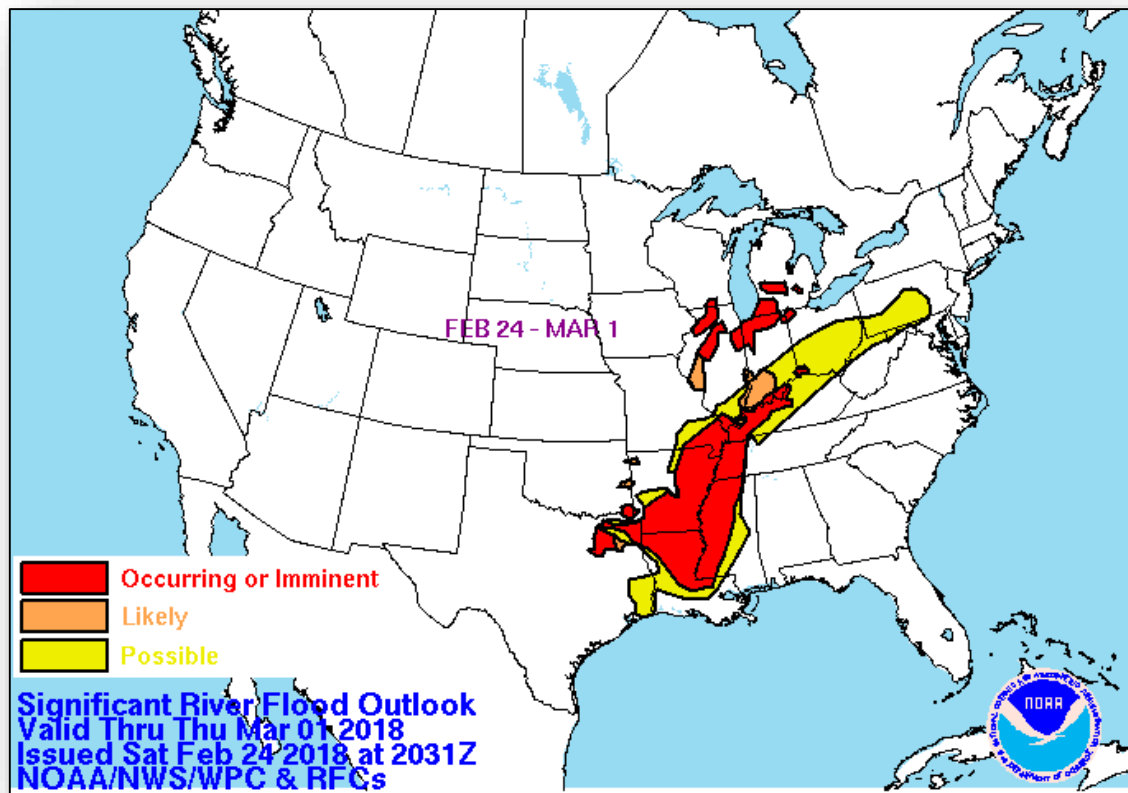 FEB 24 - MAR 1
Occurring or Imminent
Likely
Possible
Significant River Flood Outlook
Valid Thru Thu Mar 01 2018
Issued Sat Feb 24 2018 at 2031Z
NOAA/NWS/WPC & RFCs
NOAA